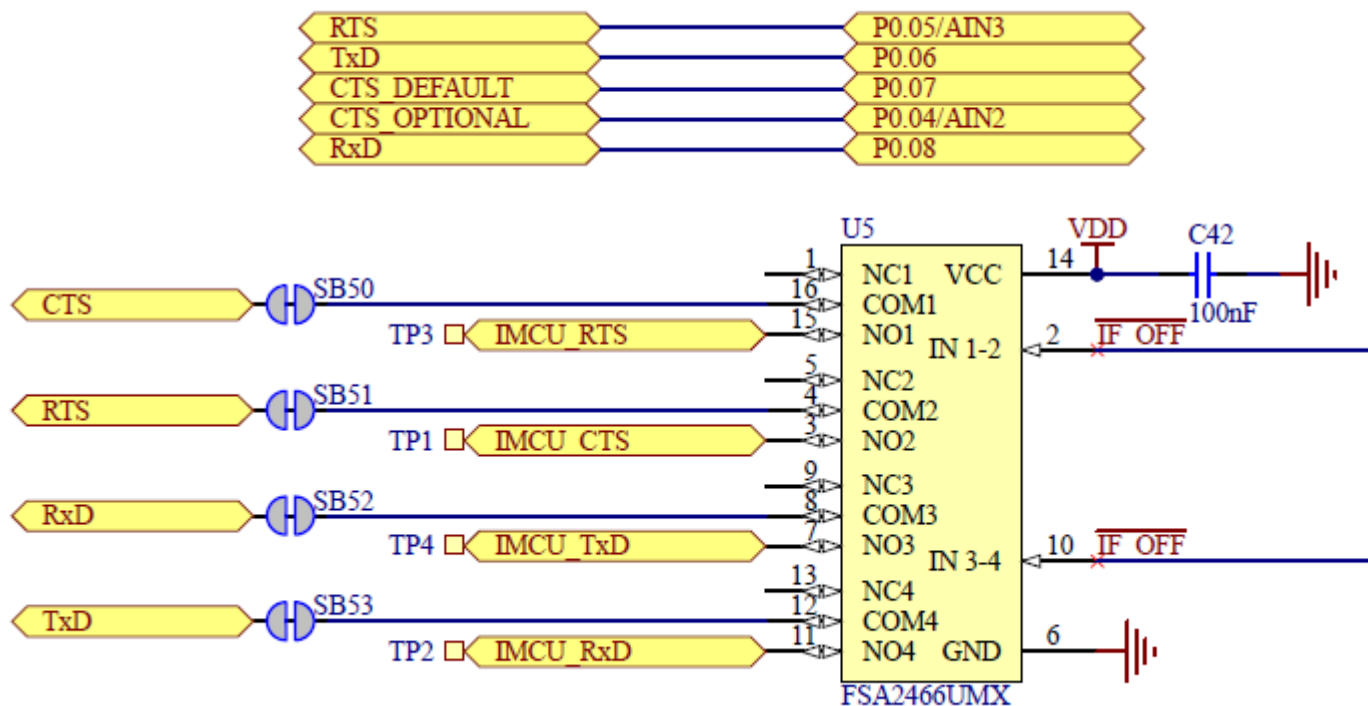 RTS P0.05/AIN3
TxD P0.06
CTS_DEFAULT P0.07
CTS_OPTIONAL P0.04/AIN2
RxD P0.08
U5 VDD C42
1 NC1 VCC 14
CTS SB50 16 COM1
100nF
TP3 IMCU_RTS 15 NO1
IN 1-2 2 IF_OFF
5 NC2
RTS SB51 4 COM2
TP1 IMCU_CTS 3 NO2
9 NC3
RxD SB52 8 COM3
TP4 IMCU_TxD 7 NO3
IN 3-4 10 IF_OFF
13 NC4
TxD SB53 12 COM4
TP2 IMCU_RxD 11 NO4 GND 6
FSA2466UMX